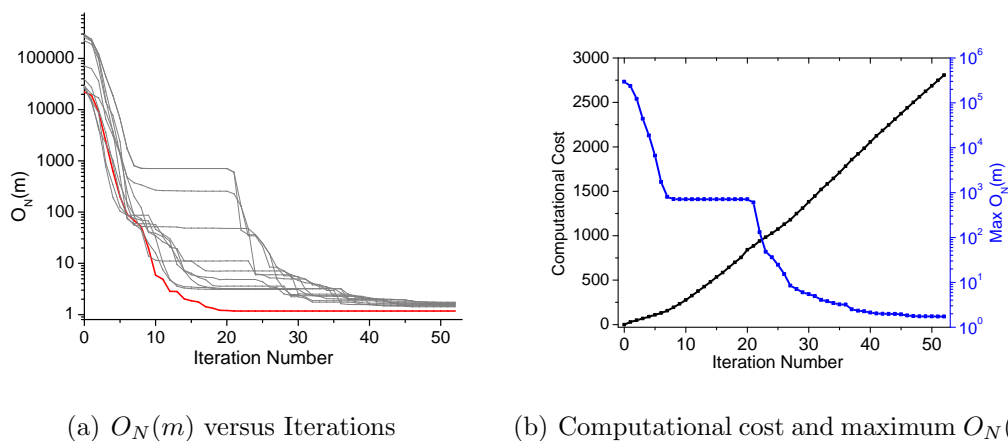 100000
10000
1000
100
10
1
O_N(m)
0 10 20 30 40 50
Iteration Number
(a) O_N(m) versus Iterations
3000
2500
2000
1500
1000
500
0
Computational Cost
0 10 20 30 40 50
Iteration Number
10^6
10^5
10^4
10^3
10^2
10^1
10^0
Max O_N(m)
(b) Computational cost and maximum O_N(